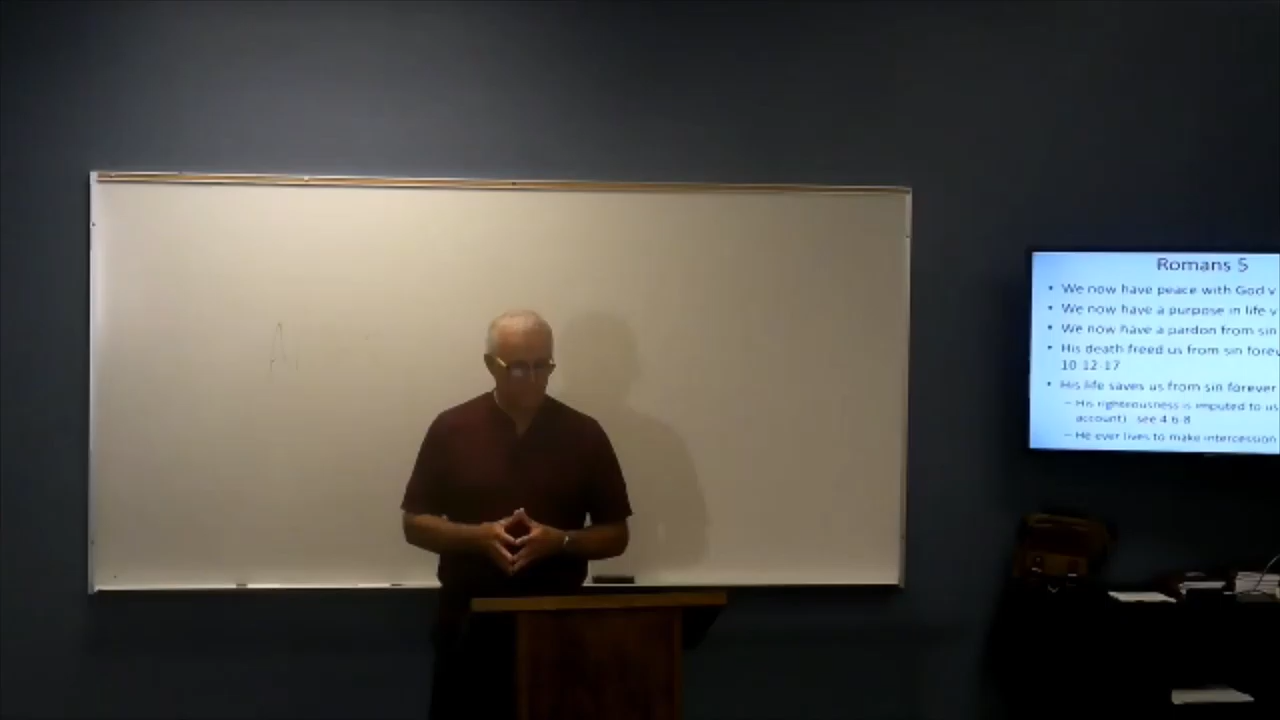 A
Romans 5
• We now have peace with God v
• We now have a purpose in life v
• We now have a pardon from sin
• His death freed us from sin forev
10 12-17
• His life saves us from sin forever
– His righteousness is imputed to us
account) see 4 6-8
– He ever lives to make intercession